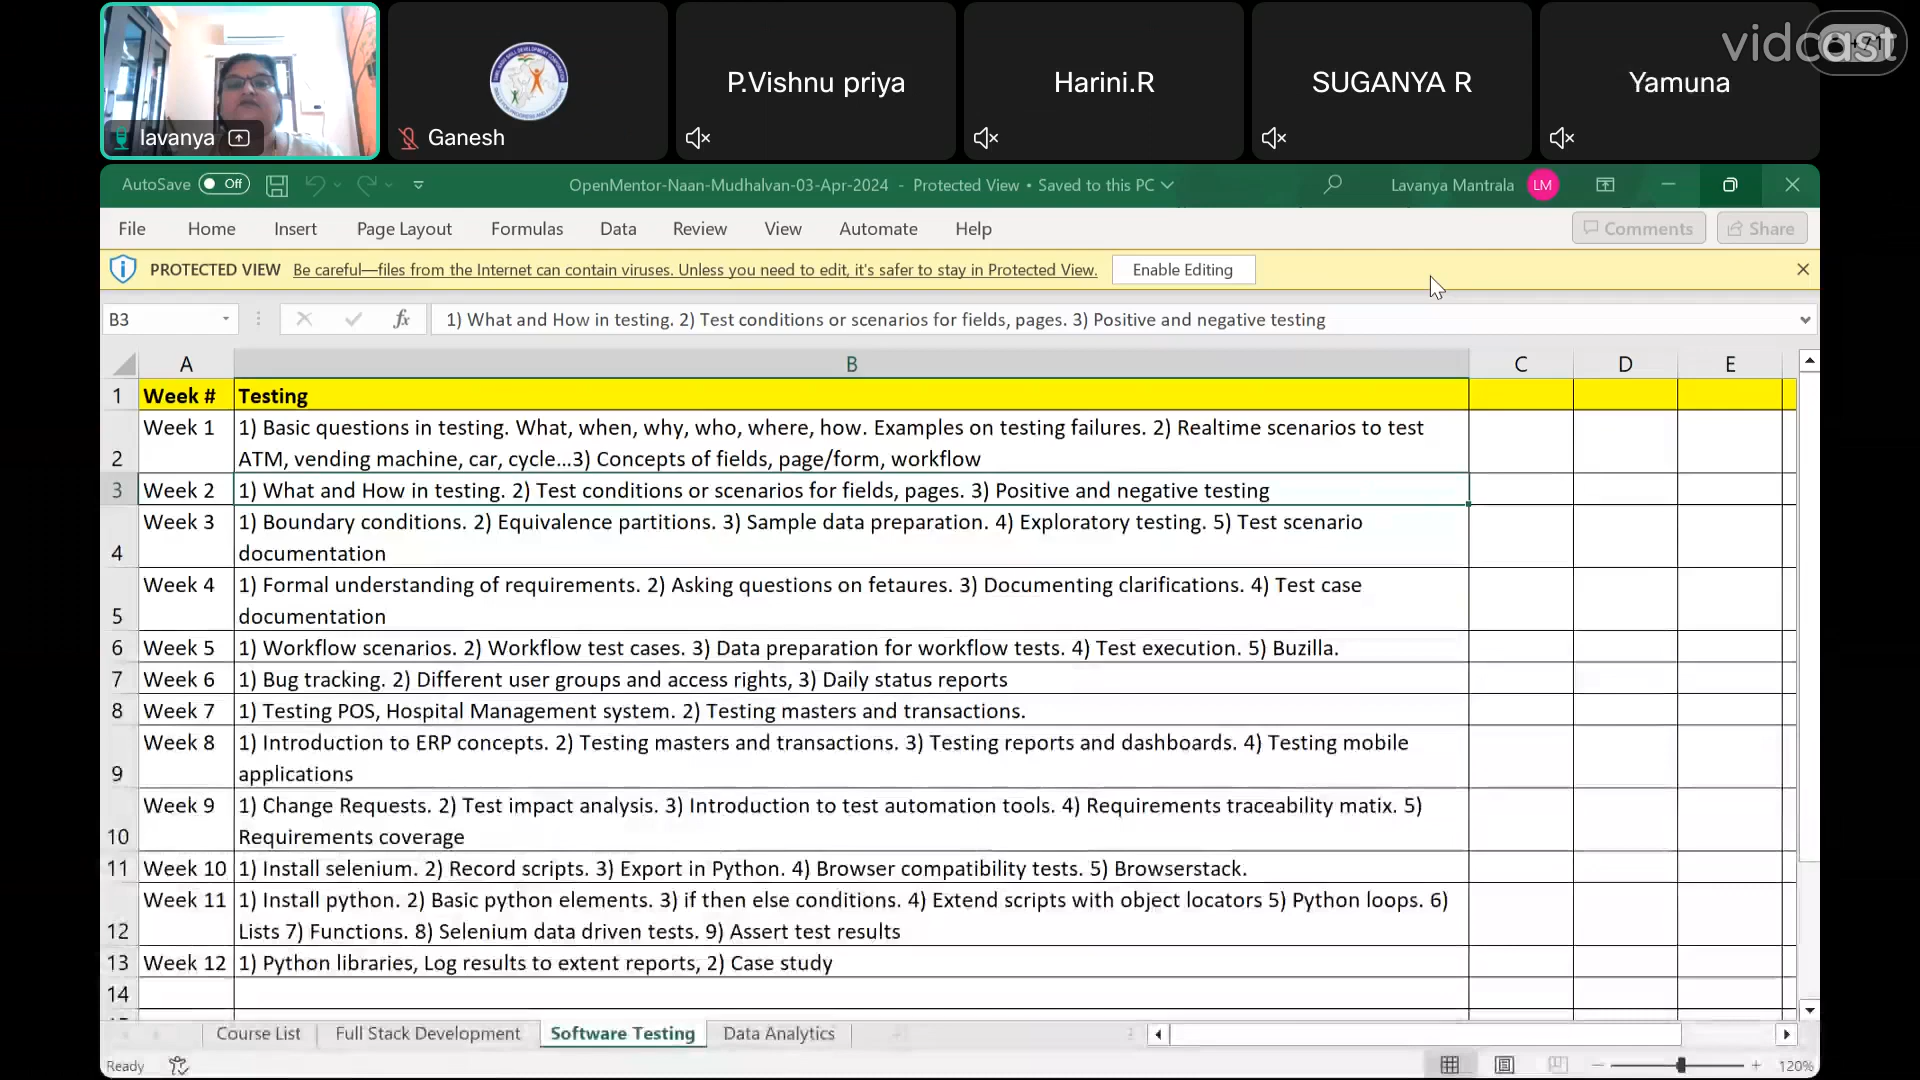 vidcast
lavanya
Ganesh
P.Vishnu priya
Harini.R
SUGANYA R
Yamuna
AutoSave Off
OpenMentor-Naan-Mudhalvan-03-Apr-2024 - Protected View • Saved to this PC
Lavanya Mantrala LM
File Home Insert Page Layout Formulas Data Review View Automate Help Comments Share
PROTECTED VIEW Be careful—files from the Internet can contain viruses. Unless you need to edit, it's safer to stay in Protected View. Enable Editing
B3 fx 1) What and How in testing. 2) Test conditions or scenarios for fields, pages. 3) Positive and negative testing
A B C D E
1 Week # Testing
Week 1 1) Basic questions in testing. What, when, why, who, where, how. Examples on testing failures. 2) Realtime scenarios to test
2 ATM, vending machine, car, cycle...3) Concepts of fields, page/form, workflow
3 Week 2 1) What and How in testing. 2) Test conditions or scenarios for fields, pages. 3) Positive and negative testing
Week 3 1) Boundary conditions. 2) Equivalence partitions. 3) Sample data preparation. 4) Exploratory testing. 5) Test scenario
4 documentation
Week 4 1) Formal understanding of requirements. 2) Asking questions on fetaures. 3) Documenting clarifications. 4) Test case
5 documentation
6 Week 5 1) Workflow scenarios. 2) Workflow test cases. 3) Data preparation for workflow tests. 4) Test execution. 5) Buzilla.
7 Week 6 1) Bug tracking. 2) Different user groups and access rights, 3) Daily status reports
8 Week 7 1) Testing POS, Hospital Management system. 2) Testing masters and transactions.
Week 8 1) Introduction to ERP concepts. 2) Testing masters and transactions. 3) Testing reports and dashboards. 4) Testing mobile
9 applications
Week 9 1) Change Requests. 2) Test impact analysis. 3) Introduction to test automation tools. 4) Requirements traceability matix. 5)
10 Requirements coverage
11 Week 10 1) Install selenium. 2) Record scripts. 3) Export in Python. 4) Browser compatibility tests. 5) Browserstack.
Week 11 1) Install python. 2) Basic python elements. 3) if then else conditions. 4) Extend scripts with object locators 5) Python loops. 6)
12 Lists 7) Functions. 8) Selenium data driven tests. 9) Assert test results
13 Week 12 1) Python libraries, Log results to extent reports, 2) Case study
14
Course List Full Stack Development Software Testing Data Analytics
Ready 120%